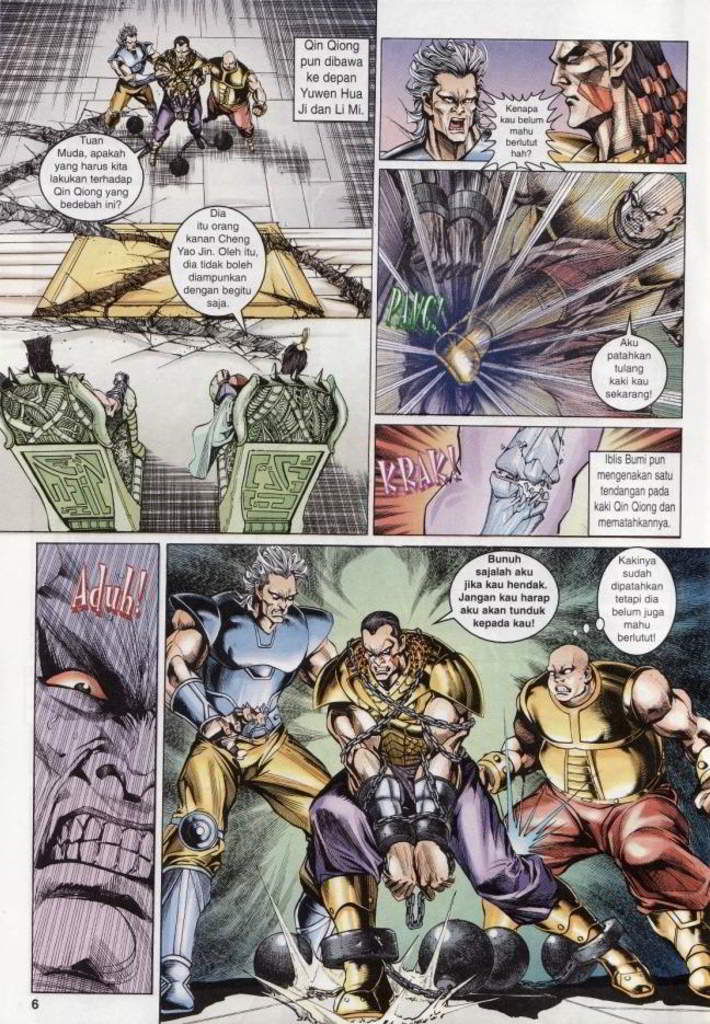 Qin Qiong
pun dibawa
ke depan
Yuwen Hua
Ji dan Li Mi.
Tuan
Muda, apakah
yang harus kita
lakukan terhadap
Qin Qiong yang
bedebah ini?
Dia
itu orang
kanan Cheng
Yao Jin. Oleh itu,
dia tidak boleh
diampunkan
dengan begitu
saja.
Kenapa
kau belum
mahu
berlutut
hah?
PANG!
Aku
patahkan
tulang
kaki kau
sekarang!
KRAK!
Iblis Bumi pun
mengenakan satu
tendangan pada
kaki Qin Qiong dan
mematahkannya.
Aduh!
Bunuh
sajalah aku
jika kau hendak.
Jangan kau harap
aku akan tunduk
kepada kau!
Kakinya
sudah
dipatahkan
tetapi dia
belum juga
mahu
berlutut!
6